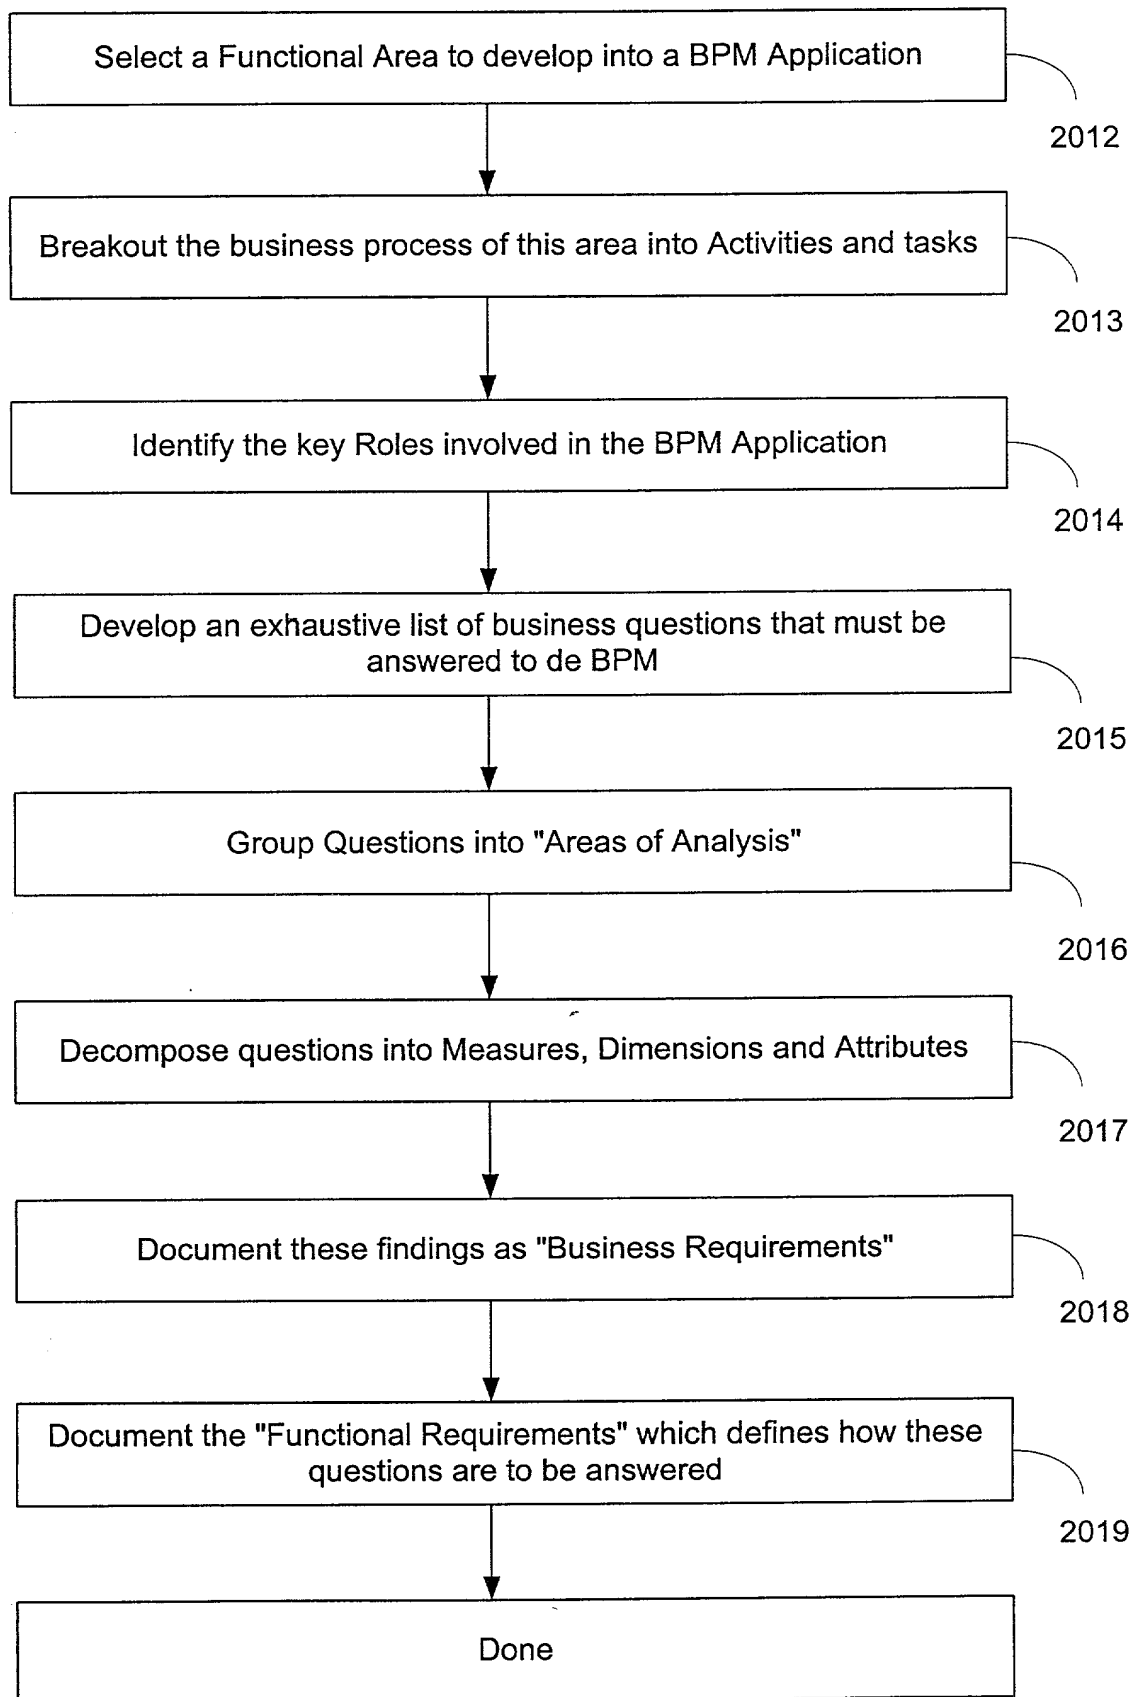 Select a Functional Area to develop into a BPM Application
2012
Breakout the business process of this area into Activities and tasks
2013
Identify the key Roles involved in the BPM Application
2014
Develop an exhaustive list of business questions that must be
answered to de BPM
2015
Group Questions into "Areas of Analysis"
2016
Decompose questions into Measures, Dimensions and Attributes
2017
Document these findings as "Business Requirements"
2018
Document the "Functional Requirements" which defines how these
questions are to be answered
2019
Done